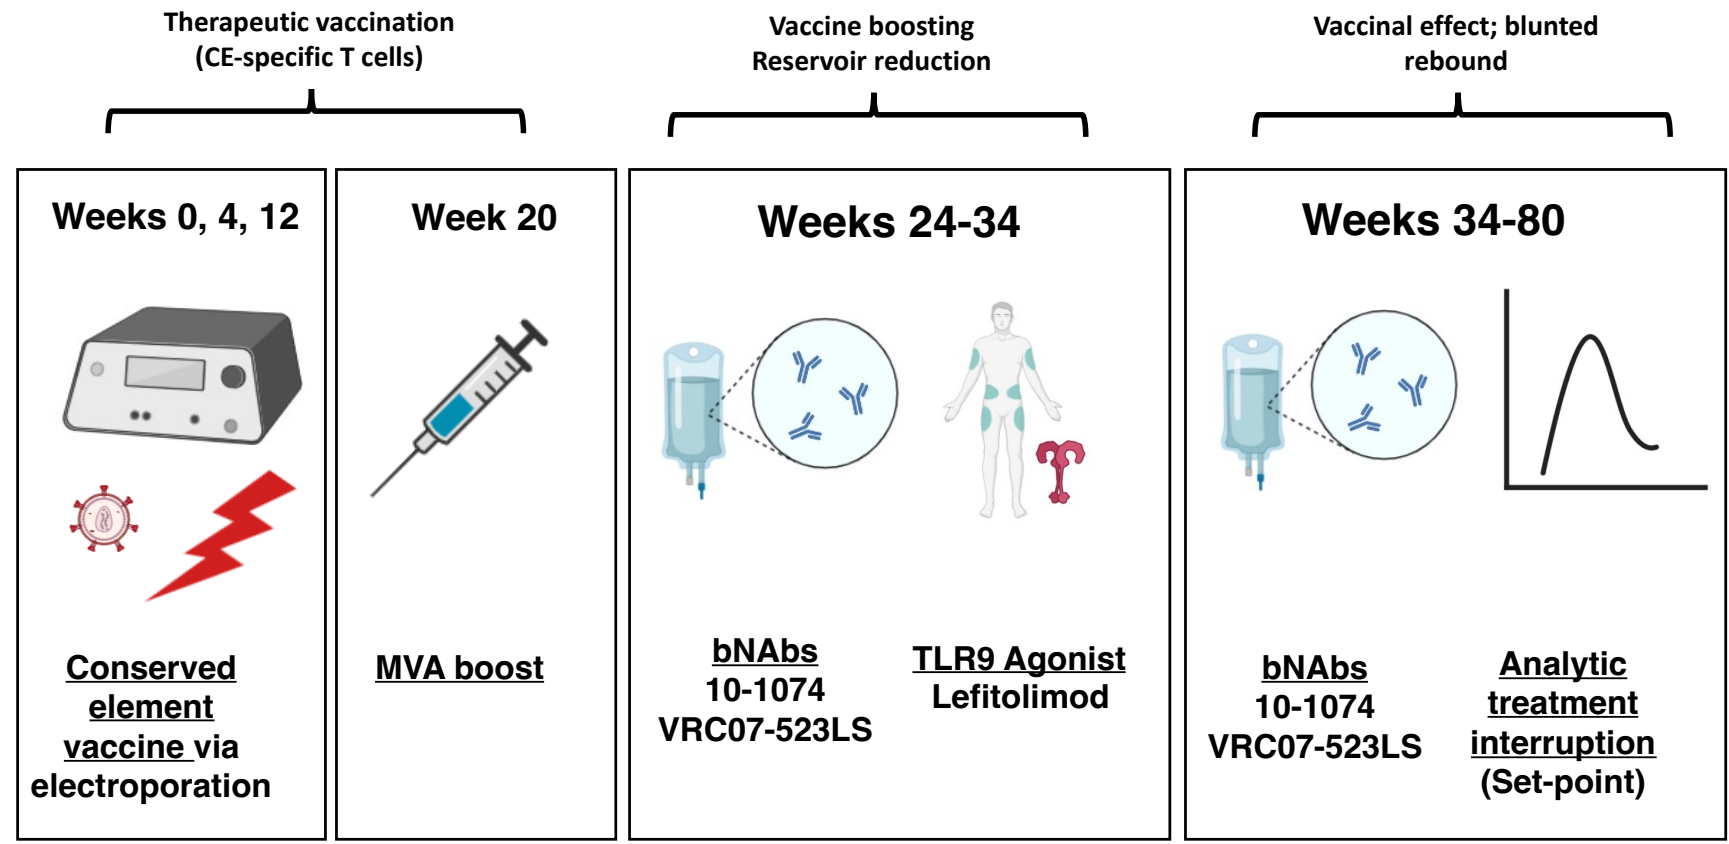 Therapeutic vaccination
(CE-specific T cells)
Vaccine boosting
Reservoir reduction
Vaccinal effect; blunted
rebound
Weeks 0, 4, 12
Conserved
element
vaccine via
electroporation
Week 20
MVA boost
Weeks 24-34
bNAbs
10-1074
VRC07-523LS
TLR9 Agonist
Lefitolimod
Weeks 34-80
bNAbs
10-1074
VRC07-523LS
Analytic
treatment
interruption
(Set-point)